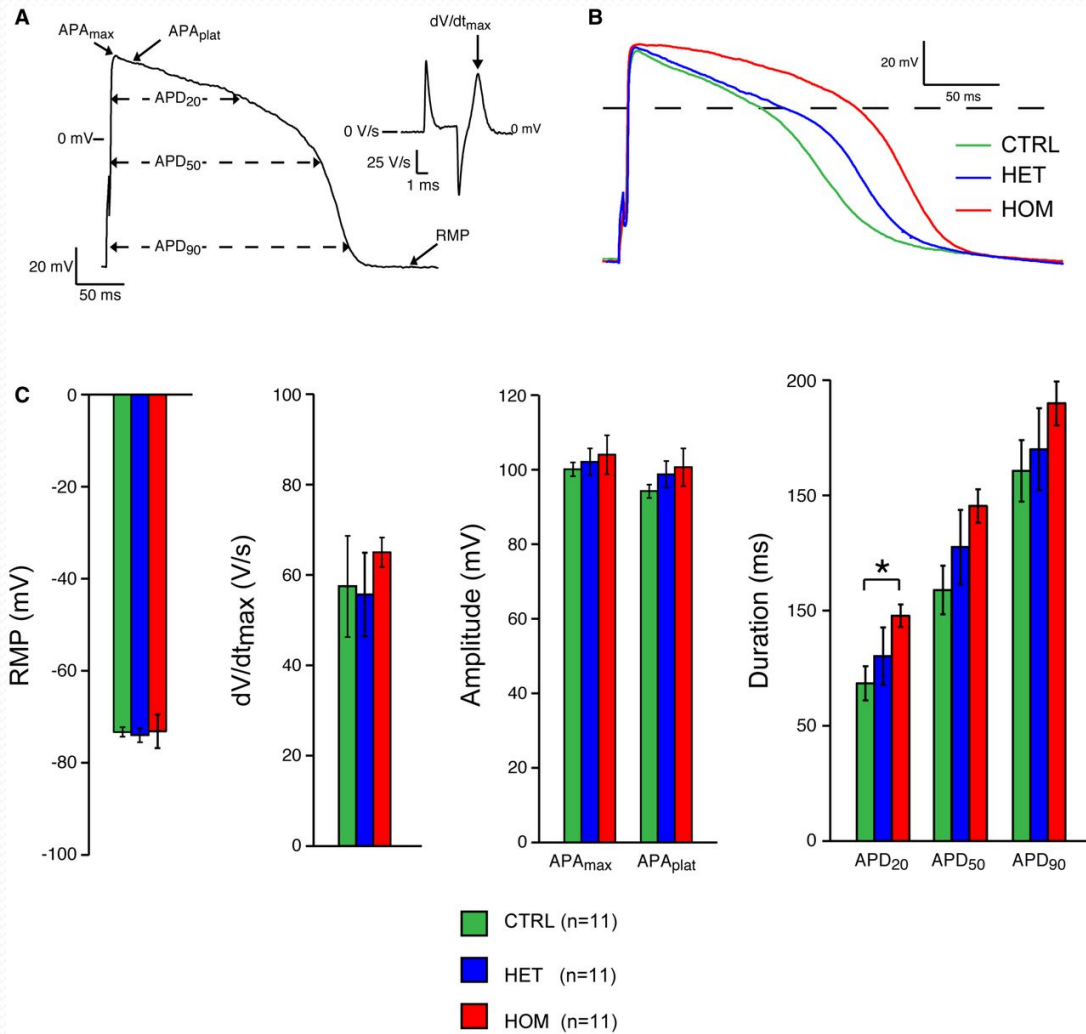 A
APAmax
APAplat
dV/dtmax
APD20
0 mV
APD50
APD90
RMP
20 mV
50 ms
0 V/s
0 mV
25 V/s
1 ms
B
20 mV
50 ms
CTRL
HET
HOM
C
RMP (mV)
0
-20
-40
-60
-80
-100
dV/dtmax (V/s)
100
80
60
40
20
0
Amplitude (mV)
120
100
80
60
40
20
0
APAmax
APAplat
Duration (ms)
200
150
150
50
0
*
APD20
APD50
APD90
CTRL (n=11)
HET (n=11)
HOM (n=11)